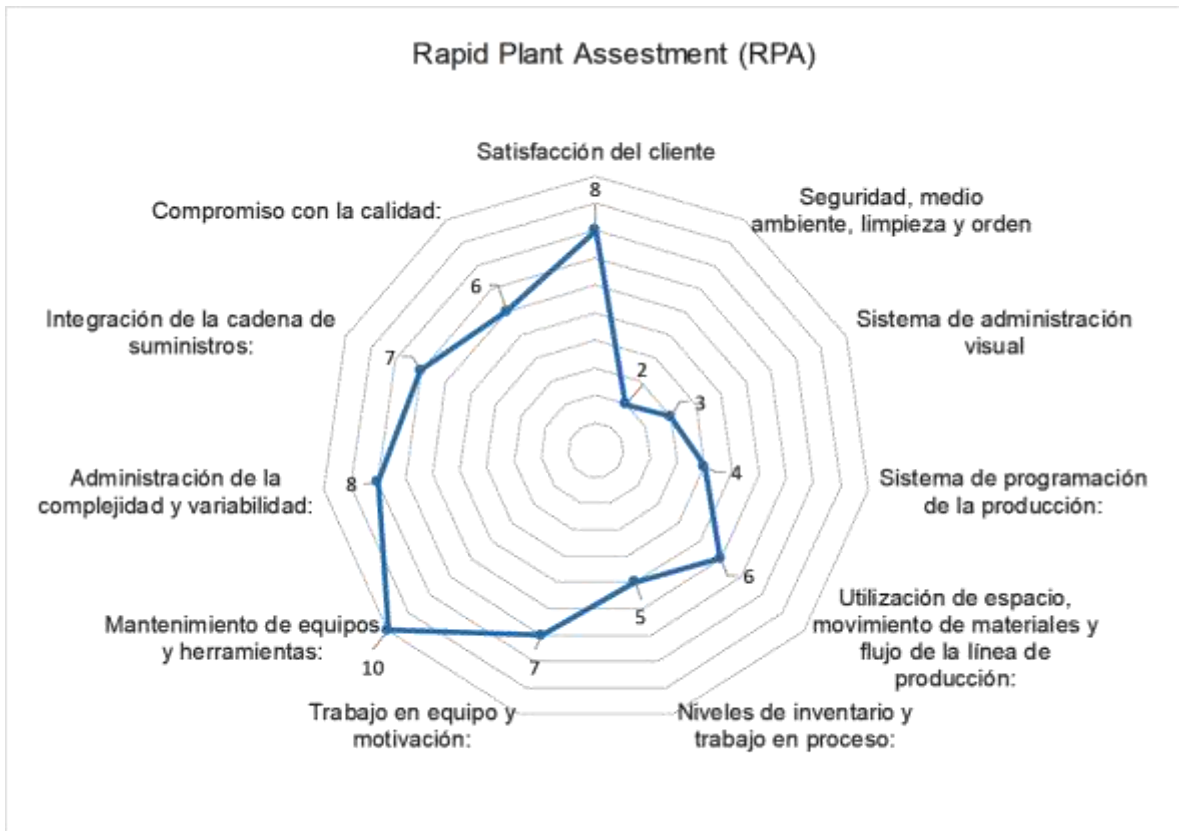 Rapid Plant Assestment (RPA)
Satisfacción del cliente
8
Seguridad, medio
ambiente, limpieza y orden
2
Sistema de administración
visual
3
Sistema de programación
de la producción:
4
Utilización de espacio,
movimiento de materiales y
flujo de la línea de
producción:
6
Niveles de inventario y
trabajo en proceso:
5
Trabajo en equipo y
motivación:
7
Mantenimiento de equipos
y herramientas:
10
Administración de la
complejidad y variabilidad:
8
Integración de la cadena de
suministros:
7
Compromiso con la calidad:
6